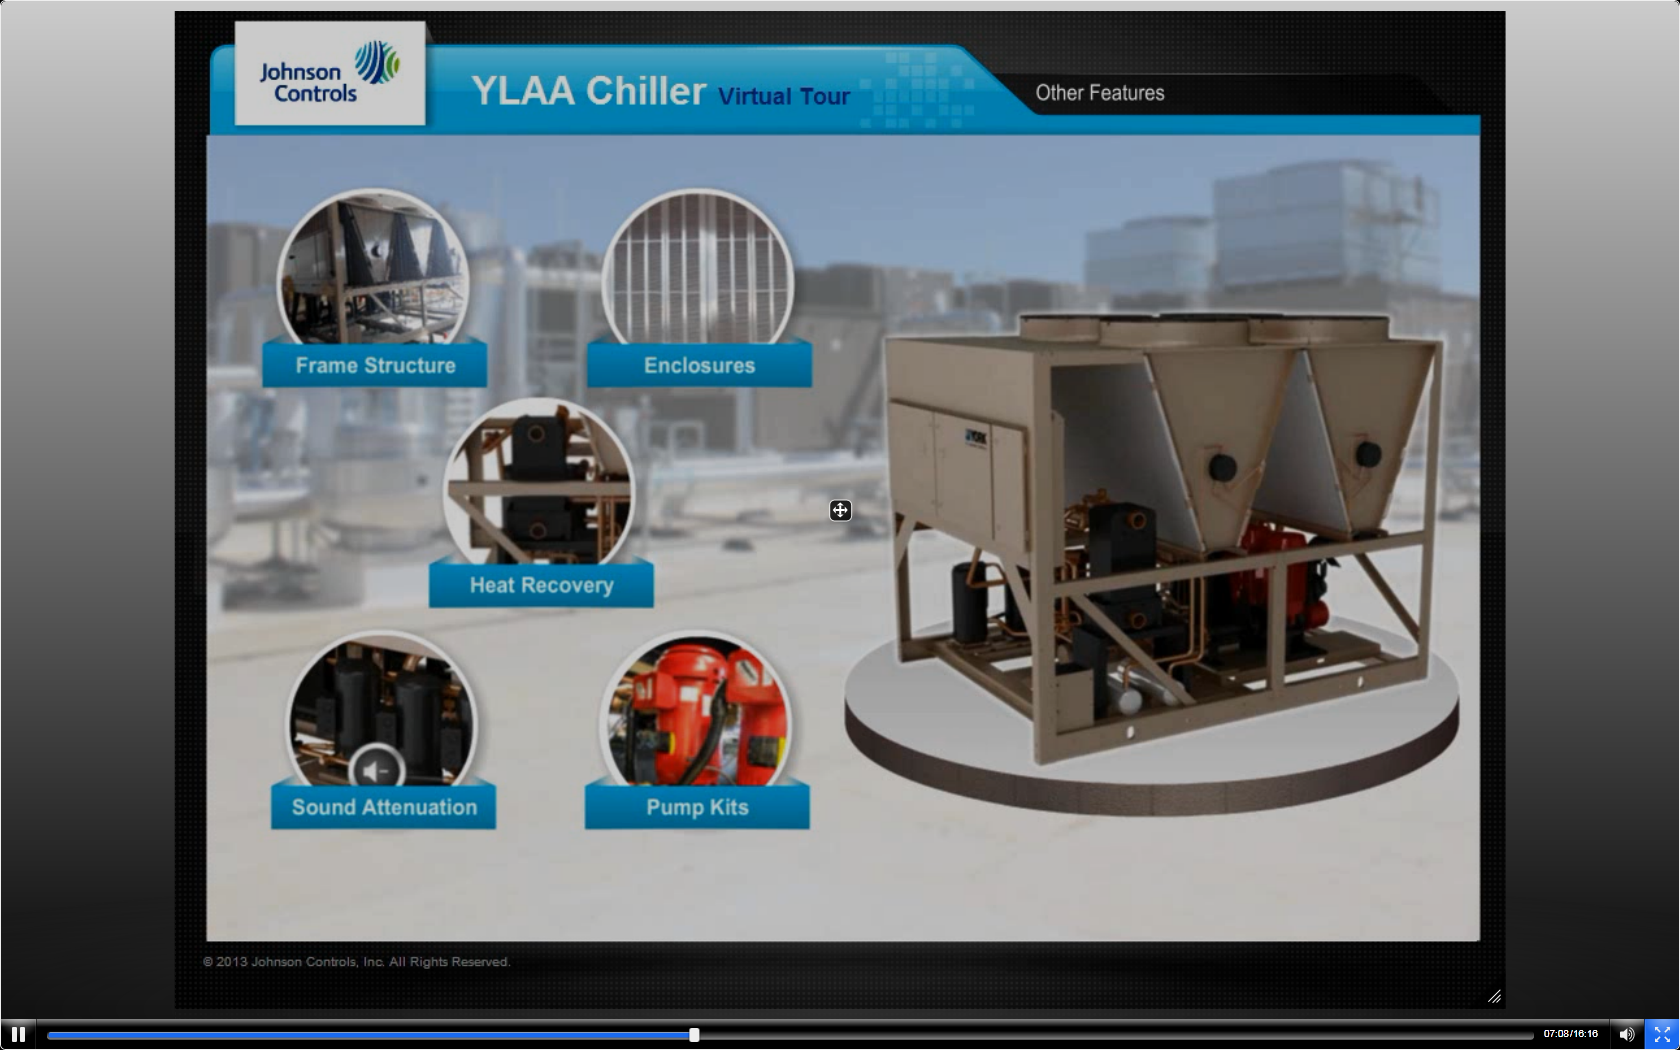 Johnson
Controls
YLAA Chiller Virtual Tour
Other Features
Frame Structure
Enclosures
YORK
Heat Recovery
Sound Attenuation
Pump Kits
© 2013 Johnson Controls, Inc. All Rights Reserved.
07:08/16:16